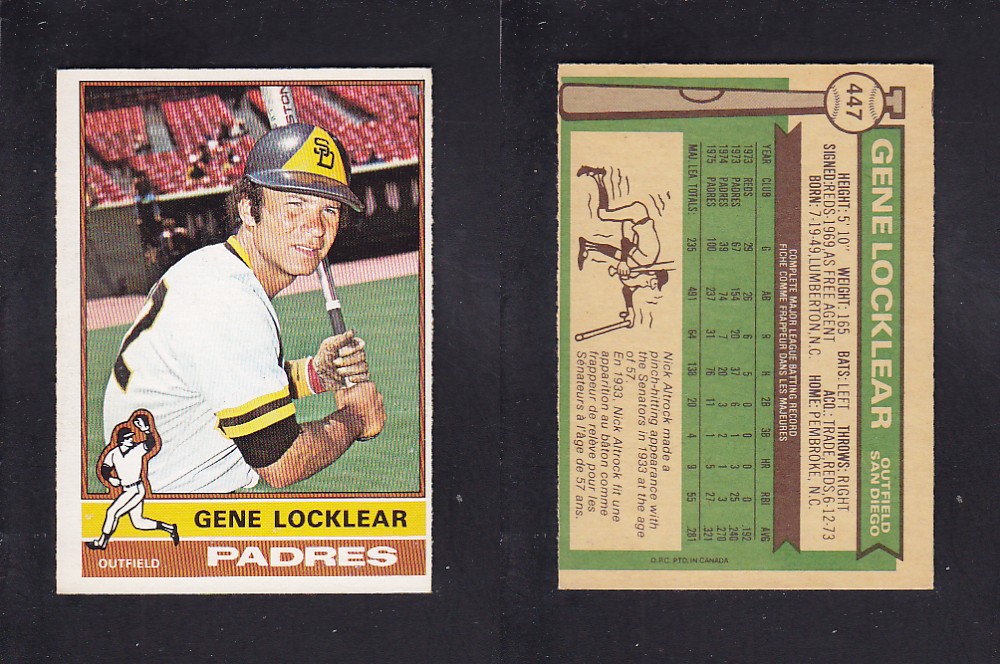 STON
SD
2
GENE LOCKLEAR
OUTFIELD
PADRES
447
GENE LOCKLEAR
OUTFIELD
SAN DIEGO
HEIGHT: 5'10" WEIGHT: 165 BATS: LEFT THROWS: RIGHT
SIGNED: REDS-1969, AS FREE AGENT ACQ: TRADE, REDS, 6-12-73
BORN: 7-19-49, LUMBERTON, N.C. HOME: PEMBROKE, N.C.
COMPLETE MAJOR LEAGUE BATTING RECORD
FICHE COMME FRAPPEUR DANS LES MAJEURES
YEAR CLUB G AB R H 2B 3B HR RBI AVG
1973 REDS 29 26 6 5 0 0 0 0 .192
1973 PADRES 67 154 20 37 6 1 3 25 .240
1974 PADRES 39 74 7 20 3 2 1 3 .270
1975 PADRES 100 237 31 76 11 1 5 27 .321
MAJ. LEA. TOTALS: 235 491 64 138 20 4 9 55 .281
Nick Altrock made a
pinch-hitting appearance with
the Senators in 1933 at the age
of 57.
En 1933, Nick Altrock fit une
apparition au bâton comme
frappeur de relève pour les
Sénateurs à l'âge de 57 ans.
O.P.C. PTD. IN CANADA